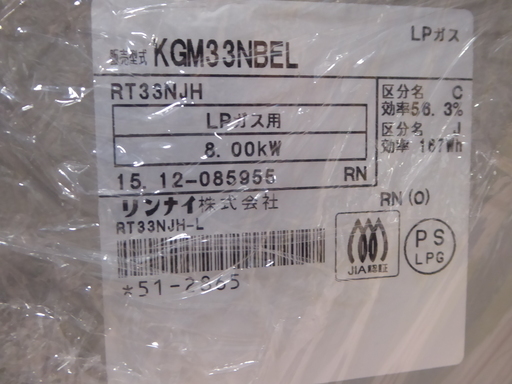 LPガス
販売型式 KGM33NBEL
RT33NJH
LPガス用
8.00kW
区分名 C
効率56.3%
区分名 J
効率 167Wh
15.12-085955 RN
リンナイ株式会社
RN(O)
RT33NJH-L
JIA認証
PS
LPG